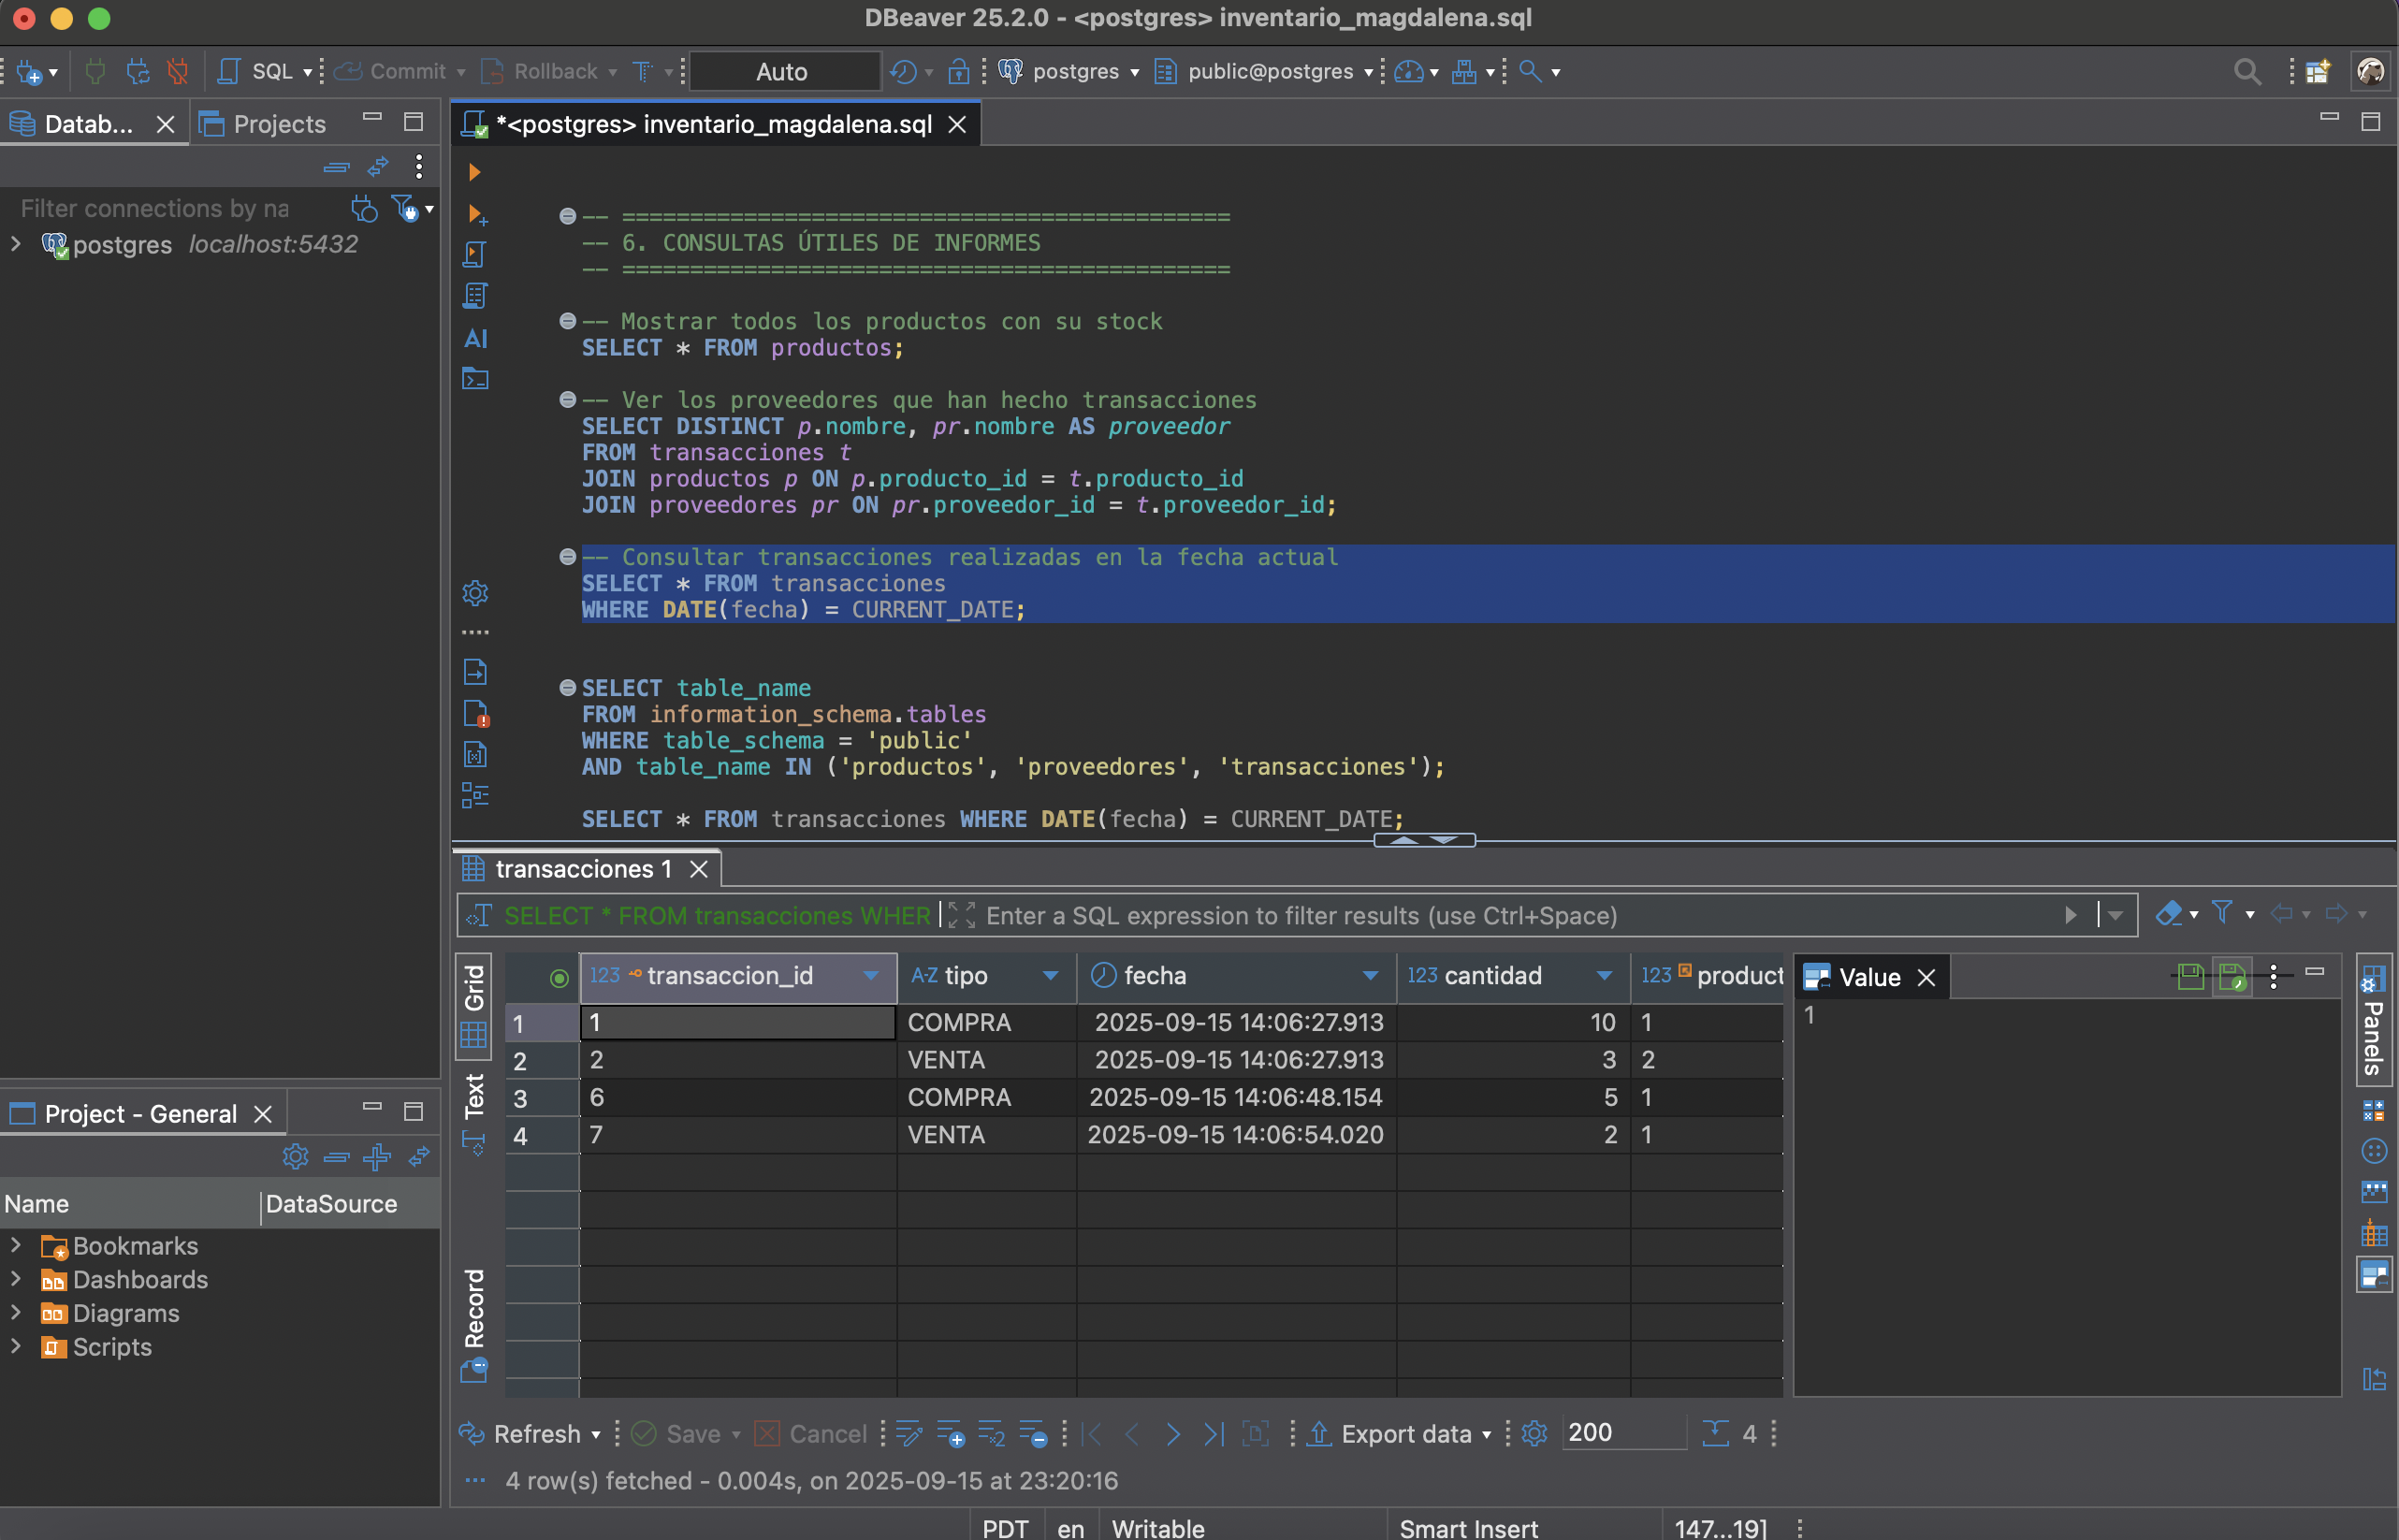 DBeaver 25.2.0 - <postgres> inventario_magdalena.sql
SQL Commit Rollback T Auto postgres public@postgres
Datab... Projects
Filter connections by na
postgres localhost:5432
*<postgres> inventario_magdalena.sql
AI
-- =============================================
-- 6. CONSULTAS ÚTILES DE INFORMES
-- =============================================
-- Mostrar todos los productos con su stock
SELECT * FROM productos;
-- Ver los proveedores que han hecho transacciones
SELECT DISTINCT p.nombre, pr.nombre AS proveedor
FROM transacciones t
JOIN productos p ON p.producto_id = t.producto_id
JOIN proveedores pr ON pr.proveedor_id = t.proveedor_id;
-- Consultar transacciones realizadas en la fecha actual
SELECT * FROM transacciones
WHERE DATE(fecha) = CURRENT_DATE;
SELECT table_name
FROM information_schema.tables
WHERE table_schema = 'public'
AND table_name IN ('productos', 'proveedores', 'transacciones');
SELECT * FROM transacciones WHERE DATE(fecha) = CURRENT_DATE;
transacciones 1
SELECT * FROM transacciones WHER Enter a SQL expression to filter results (use Ctrl+Space)
Grid
Text
Record
123 transaccion_id A-Z tipo fecha 123 cantidad 123 product
1 1 COMPRA 2025-09-15 14:06:27.913 10 1
2 2 VENTA 2025-09-15 14:06:27.913 3 2
3 6 COMPRA 2025-09-15 14:06:48.154 5 1
4 7 VENTA 2025-09-15 14:06:54.020 2 1
Value
1
Panels
Refresh Save Cancel Export data 200 4
4 row(s) fetched - 0.004s, on 2025-09-15 at 23:20:16
Project - General
Name DataSource
Bookmarks
Dashboards
Diagrams
Scripts
PDT en Writable Smart Insert 147...19]